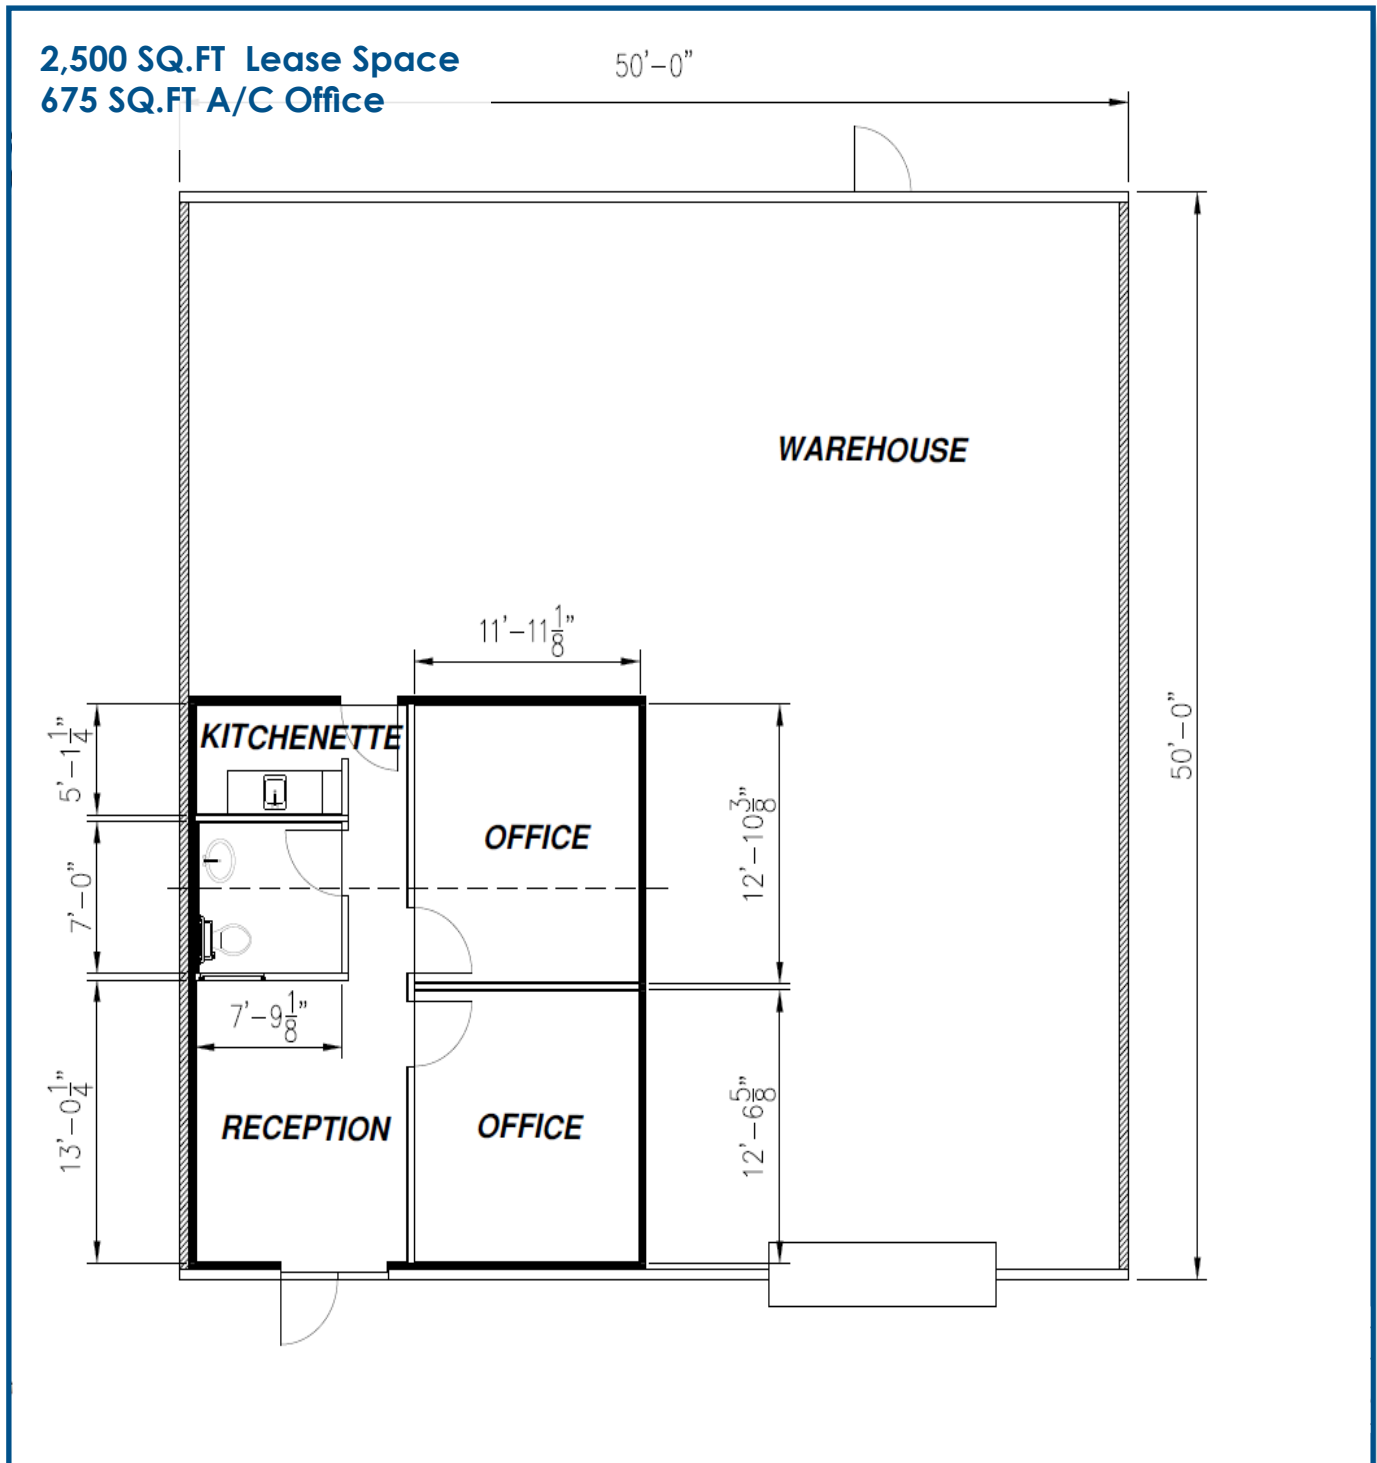 2,500 SQ.FT  Lease Space
675 SQ.FT A/C Office
50'-0"
WAREHOUSE
11'-11 1/8"
KITCHENETTE
5'-1 1/4"
OFFICE
12'-10 3/8"
50'-0"
7'-0"
7'-9 1/8"
13'-0 1/4"
RECEPTION
OFFICE
12'-6 5/8"